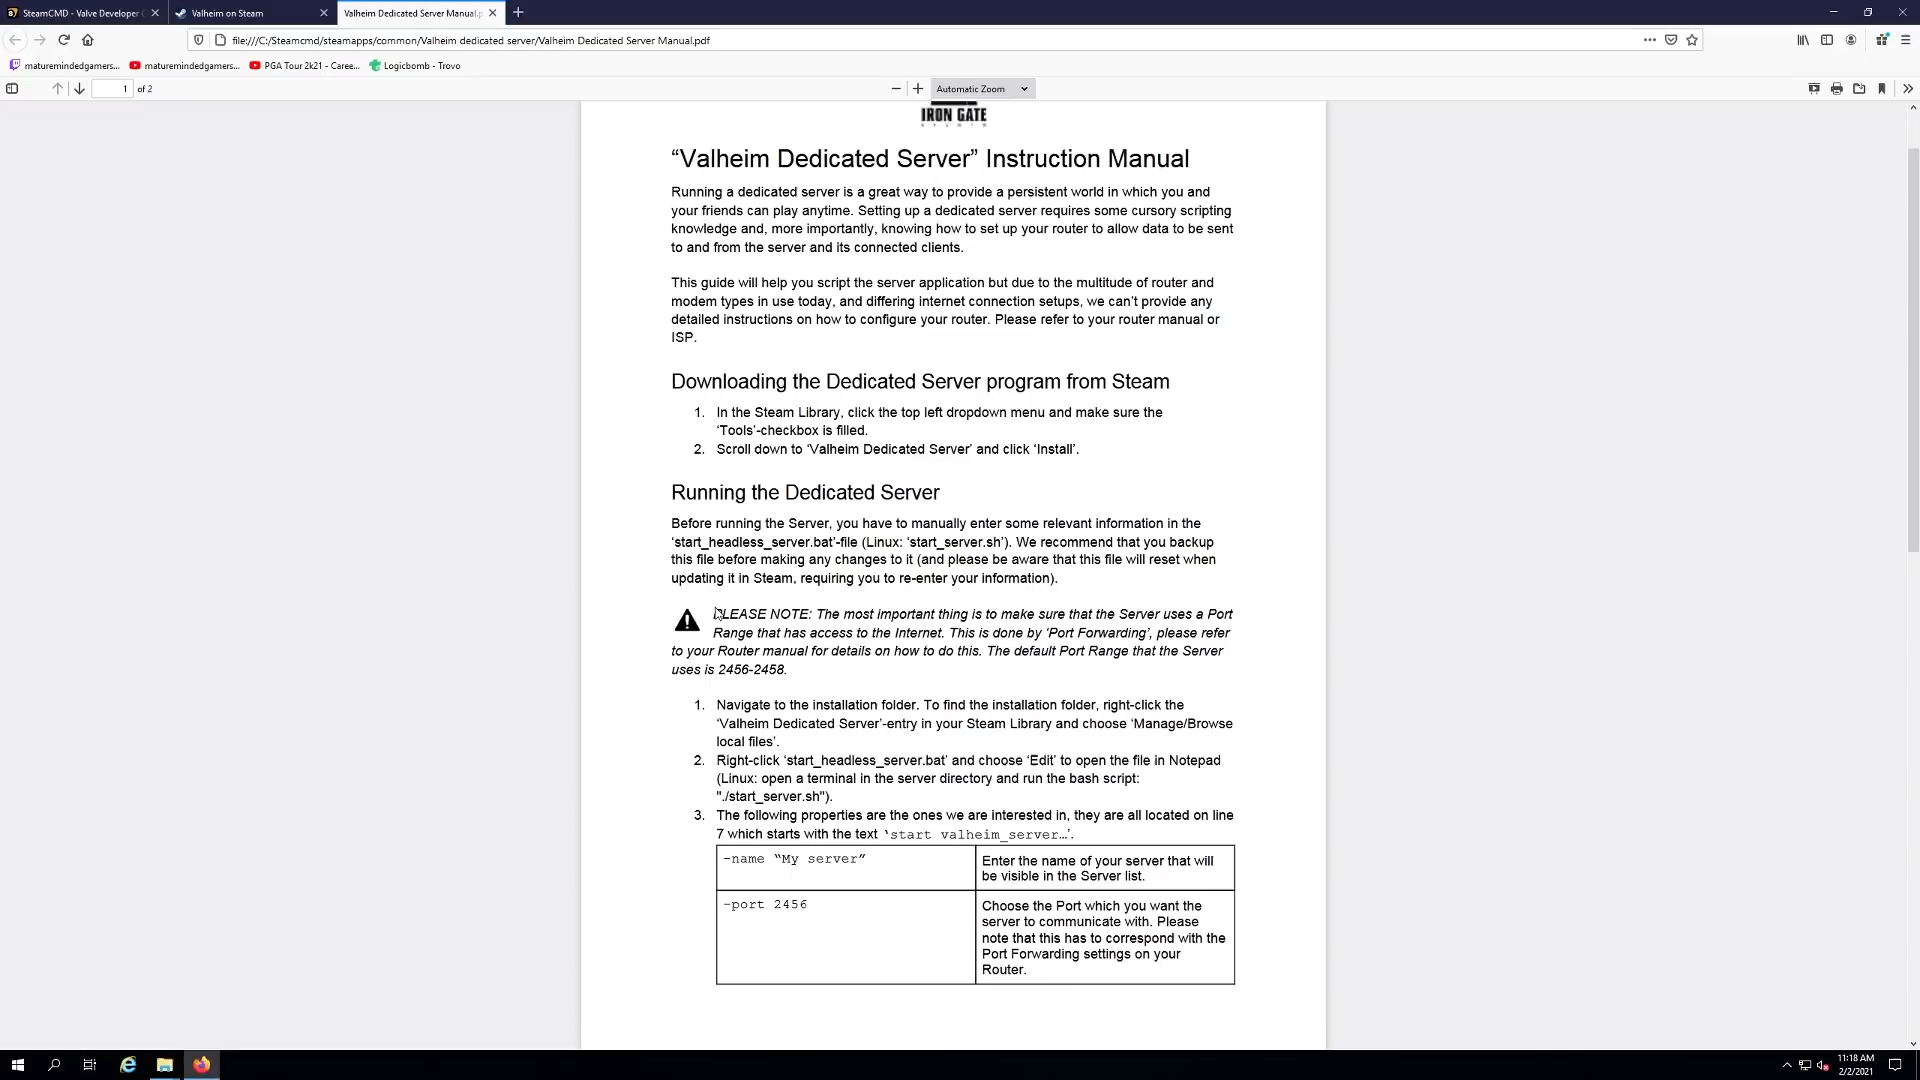 SteamCMD - Valve Developer C
Valheim on Steam
Valheim Dedicated Server Manual.p
file:///C:/Steamcmd/steamapps/common/Valheim dedicated server/Valheim Dedicated Server Manual.pdf
maturemindedgamers...
maturemindedgamers...
PGA Tour 2k21 - Caree...
Logicbomb - Trovo
1 of 2
Automatic Zoom
IRON GATE
“Valheim Dedicated Server” Instruction Manual
Running a dedicated server is a great way to provide a persistent world in which you and
your friends can play anytime. Setting up a dedicated server requires some cursory scripting
knowledge and, more importantly, knowing how to set up your router to allow data to be sent
to and from the server and its connected clients.
This guide will help you script the server application but due to the multitude of router and
modem types in use today, and differing internet connection setups, we can’t provide any
detailed instructions on how to configure your router. Please refer to your router manual or
ISP.
Downloading the Dedicated Server program from Steam
1. In the Steam Library, click the top left dropdown menu and make sure the
‘Tools’-checkbox is filled.
2. Scroll down to ‘Valheim Dedicated Server’ and click ‘Install’.
Running the Dedicated Server
Before running the Server, you have to manually enter some relevant information in the
‘start_headless_server.bat’-file (Linux: ‘start_server.sh’). We recommend that you backup
this file before making any changes to it (and please be aware that this file will reset when
updating it in Steam, requiring you to re-enter your information).
PLEASE NOTE: The most important thing is to make sure that the Server uses a Port
Range that has access to the Internet. This is done by ‘Port Forwarding’, please refer
to your Router manual for details on how to do this. The default Port Range that the Server
uses is 2456-2458.
1. Navigate to the installation folder. To find the installation folder, right-click the
‘Valheim Dedicated Server’-entry in your Steam Library and choose ‘Manage/Browse
local files’.
2. Right-click ‘start_headless_server.bat’ and choose ‘Edit’ to open the file in Notepad
(Linux: open a terminal in the server directory and run the bash script:
"./start_server.sh").
3. The following properties are the ones we are interested in, they are all located on line
7 which starts with the text ‘start valheim_server…’.
-name “My server”
Enter the name of your server that will
be visible in the Server list.
-port 2456
Choose the Port which you want the
server to communicate with. Please
note that this has to correspond with the
Port Forwarding settings on your
Router.
11:18 AM
2/2/2021